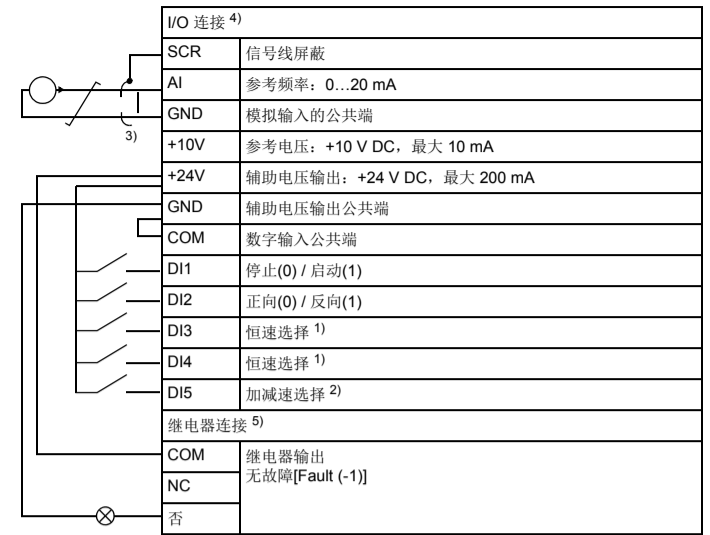 I/O 连接 4)
SCR 信号线屏蔽
AI 参考频率：0…20 mA
GND 模拟输入的公共端
3)
+10V 参考电压：+10 V DC，最大 10 mA
+24V 辅助电压输出：+24 V DC，最大 200 mA
GND 辅助电压输出公共端
COM 数字输入公共端
DI1 停止(0) / 启动(1)
DI2 正向(0) / 反向(1)
DI3 恒速选择 1)
DI4 恒速选择 1)
DI5 加减速选择 2)
继电器连接 5)
COM 继电器输出
无故障[Fault (-1)]
NC
否